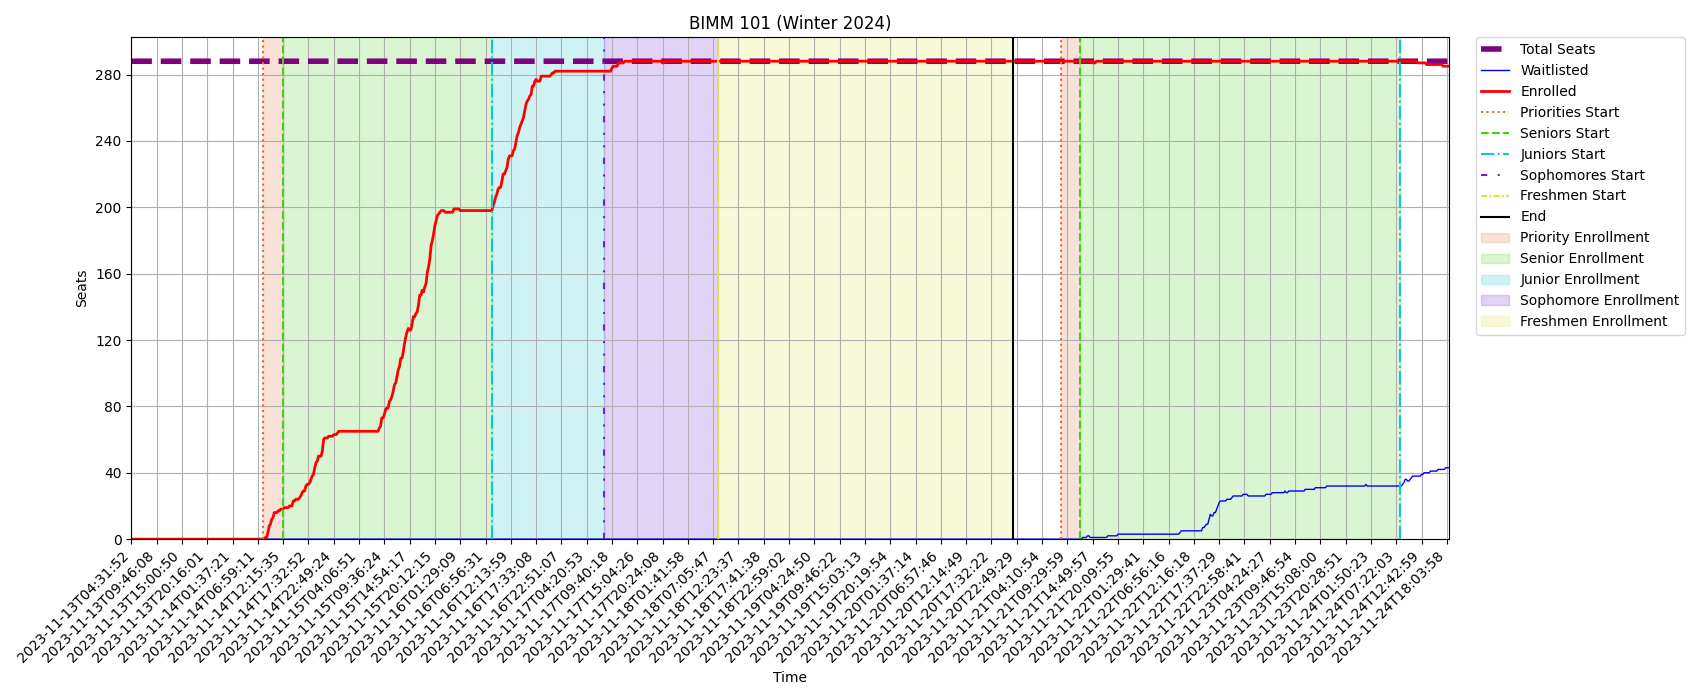 BIMM 101 (Winter 2024)
Seats
280
240
200
160
120
80
40
0
2023-11-13T04:31:52
2023-11-13T09:46:08
2023-11-13T15:00:50
2023-11-13T20:16:01
2023-11-14T01:37:21
2023-11-14T06:59:11
2023-11-14T12:15:35
2023-11-14T17:32:52
2023-11-14T22:49:24
2023-11-15T04:06:51
2023-11-15T09:36:24
2023-11-15T14:54:17
2023-11-15T20:12:15
2023-11-16T01:29:09
2023-11-16T06:56:31
2023-11-16T12:13:59
2023-11-16T17:33:08
2023-11-16T22:51:07
2023-11-17T04:20:53
2023-11-17T09:40:18
2023-11-17T15:04:26
2023-11-17T20:24:08
2023-11-18T01:41:58
2023-11-18T07:05:47
2023-11-18T12:23:37
2023-11-18T17:41:38
2023-11-18T22:59:02
2023-11-19T04:24:50
2023-11-19T09:46:22
2023-11-19T15:03:13
2023-11-19T20:19:54
2023-11-20T01:37:14
2023-11-20T06:57:46
2023-11-20T12:14:49
2023-11-20T17:32:22
2023-11-20T22:49:29
2023-11-21T04:10:54
2023-11-21T09:29:59
2023-11-21T14:49:57
2023-11-21T20:09:55
2023-11-22T01:29:41
2023-11-22T06:56:16
2023-11-22T12:16:18
2023-11-22T17:37:29
2023-11-22T22:58:41
2023-11-23T04:24:27
2023-11-23T09:46:54
2023-11-23T15:08:00
2023-11-23T20:28:51
2023-11-24T01:50:23
2023-11-24T07:22:03
2023-11-24T12:42:59
2023-11-24T18:03:58
Time
Total Seats
Waitlisted
Enrolled
Priorities Start
Seniors Start
Juniors Start
Sophomores Start
Freshmen Start
End
Priority Enrollment
Senior Enrollment
Junior Enrollment
Sophomore Enrollment
Freshmen Enrollment